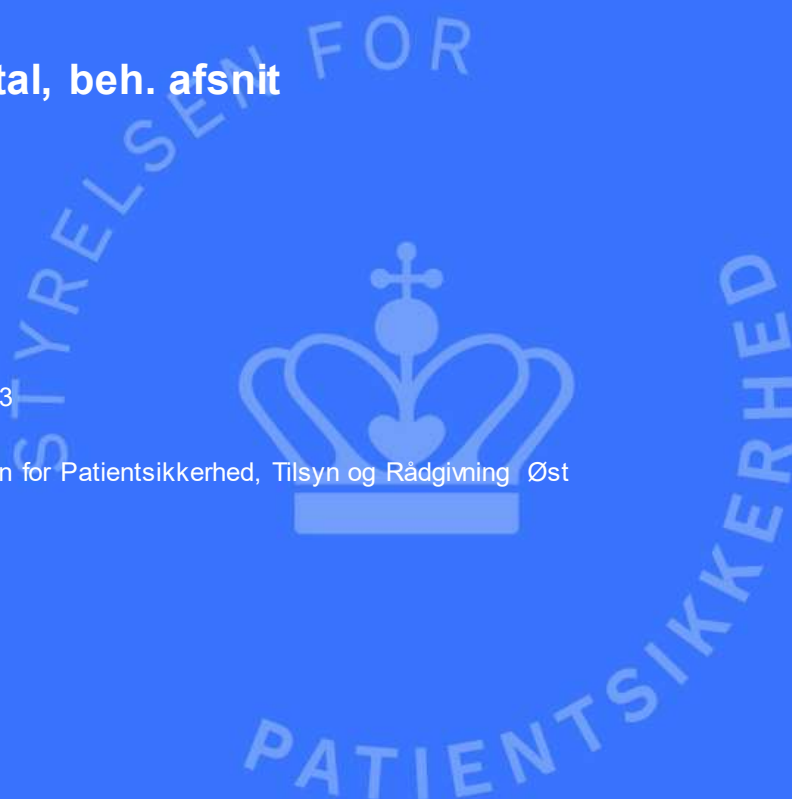 STYRELSEN FOR
PATIENTSIKKERHED
tal, beh. afsnit
3
n for Patientsikkerhed, Tilsyn og Rådgivning Øst